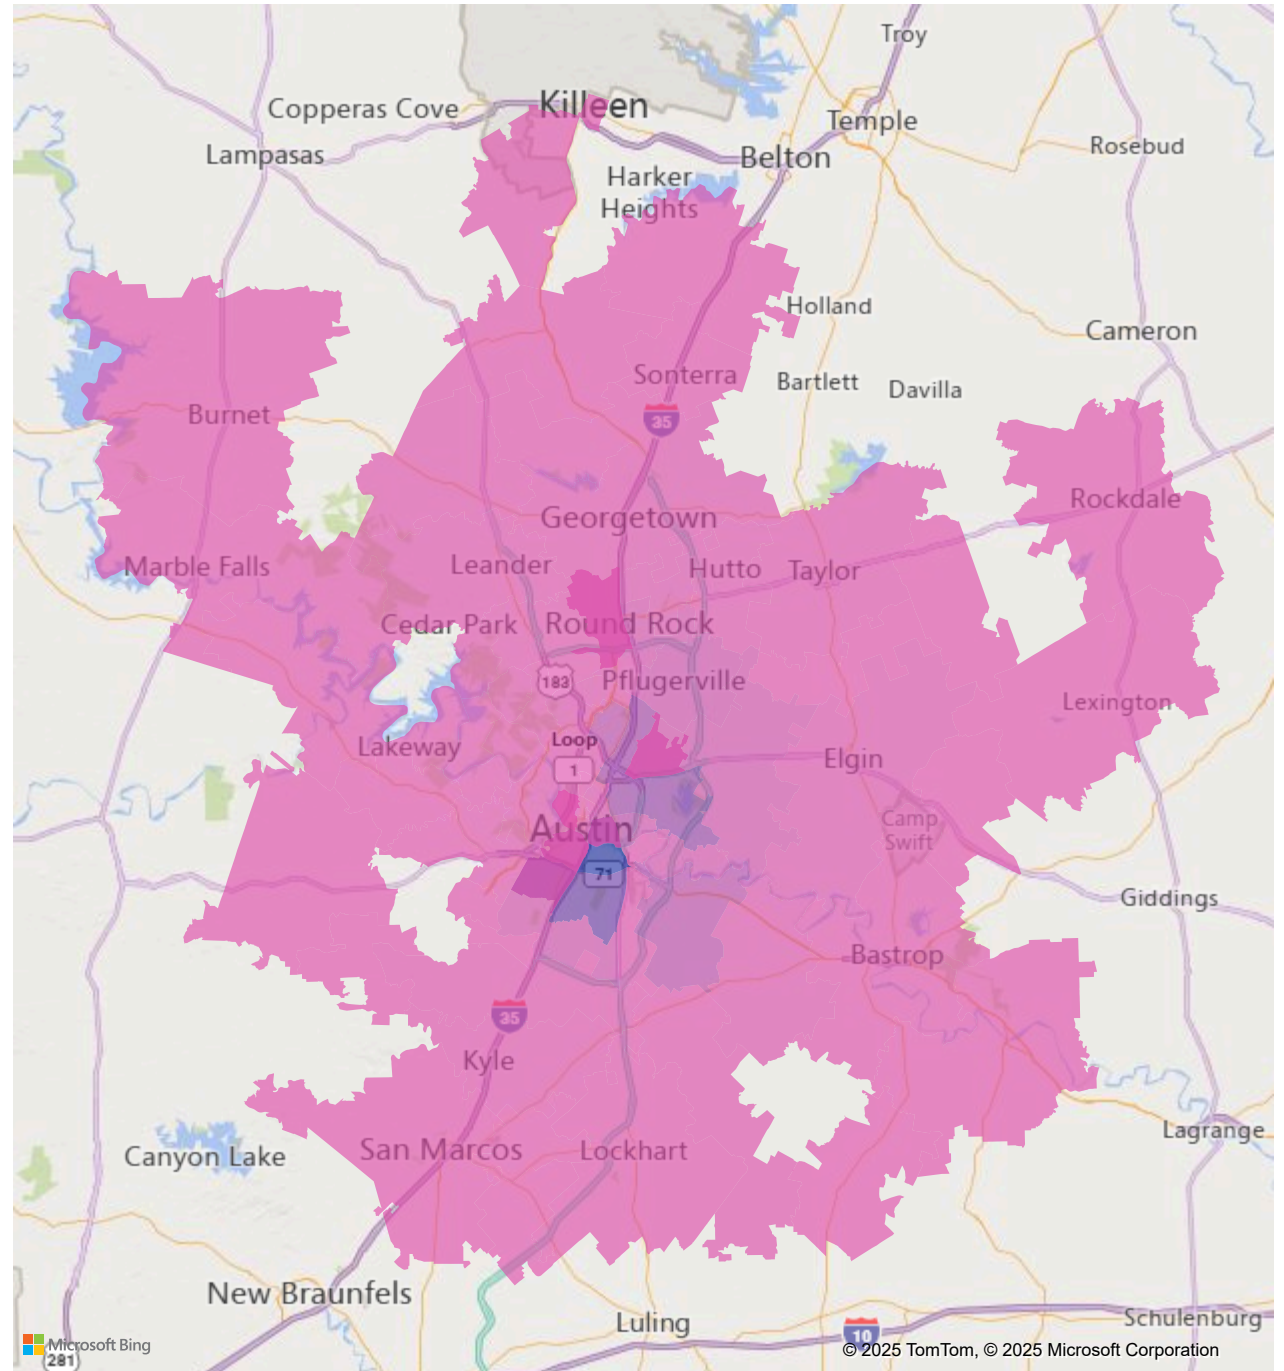 Troy
Killeen
Copperas Cove
Temple
Rosebud
Lampasas
Belton
Harker
Heights
Holland
Cameron
Sonterra
Bartlett
Davilla
Burnet
35
Rockdale
Georgetown
Marble Falls
Leander
Hutto
Taylor
Cedar Park
Round Rock
183
Pflugerville
Lexington
Loop
1
Lakeway
Elgin
Camp
Swift
Austin
71
Giddings
Bastrop
35
Kyle
Lagrange
Canyon Lake
San Marcos
Lockhart
New Braunfels
Luling
Schulenburg
10
Microsoft Bing
281
© 2025 TomTom, © 2025 Microsoft Corporation